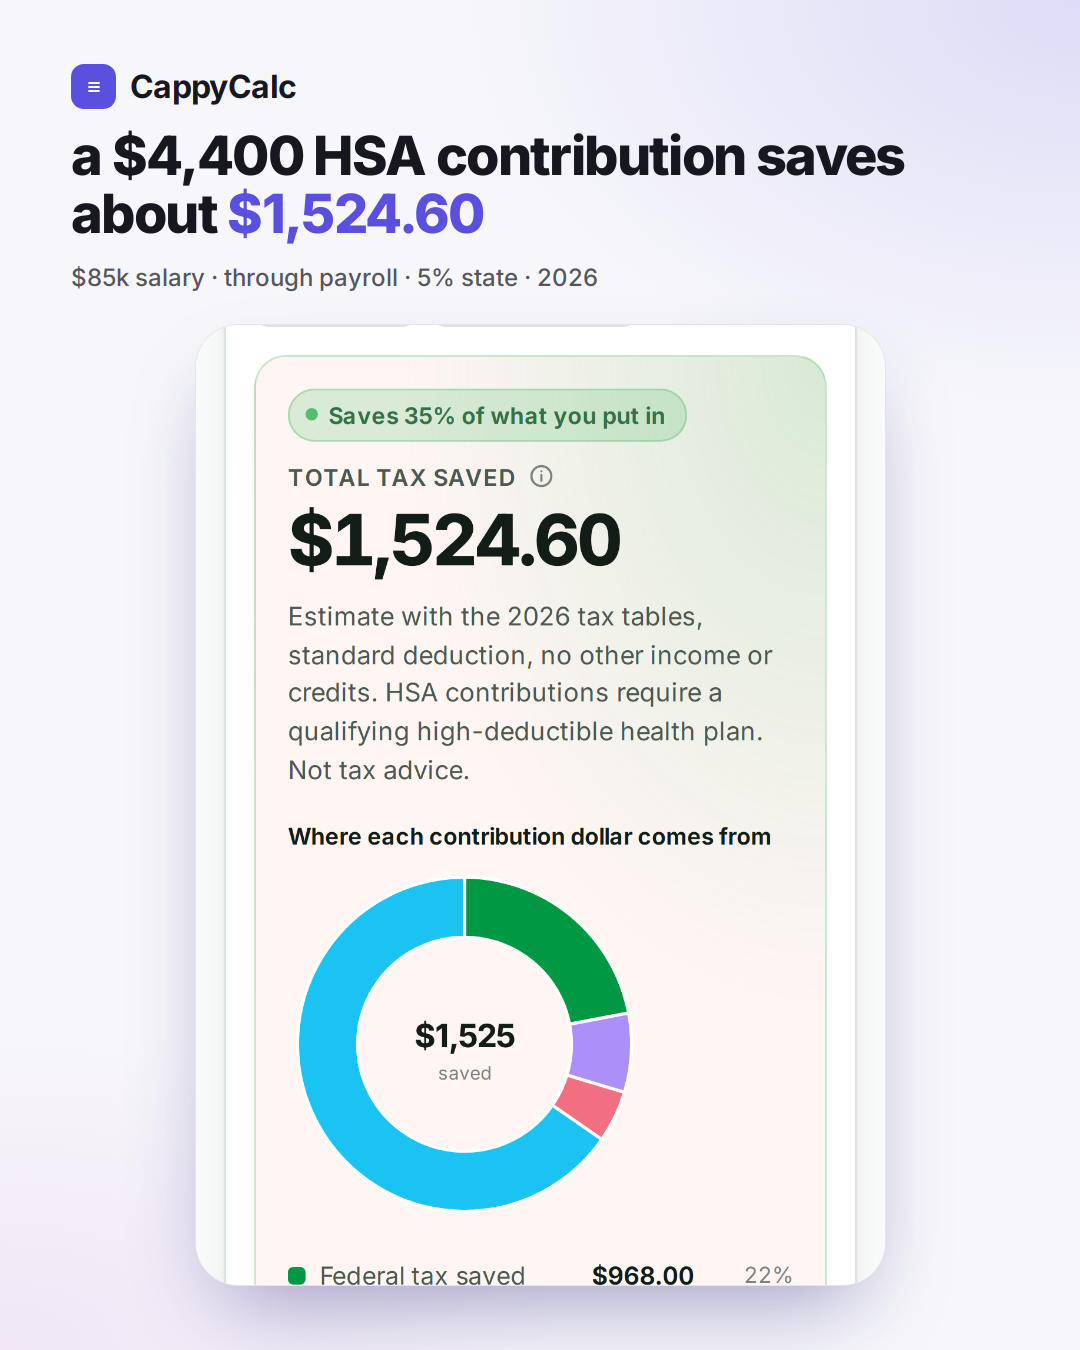 CappyCalc
a $4,400 HSA contribution saves
about $1,524.60
$85k salary · through payroll · 5% state · 2026
Saves 35% of what you put in
TOTAL TAX SAVED
$1,524.60
Estimate with the 2026 tax tables,
standard deduction, no other income or
credits. HSA contributions require a
qualifying high-deductible health plan.
Not tax advice.
Where each contribution dollar comes from
$1,525
saved
Federal tax saved $968.00 22%